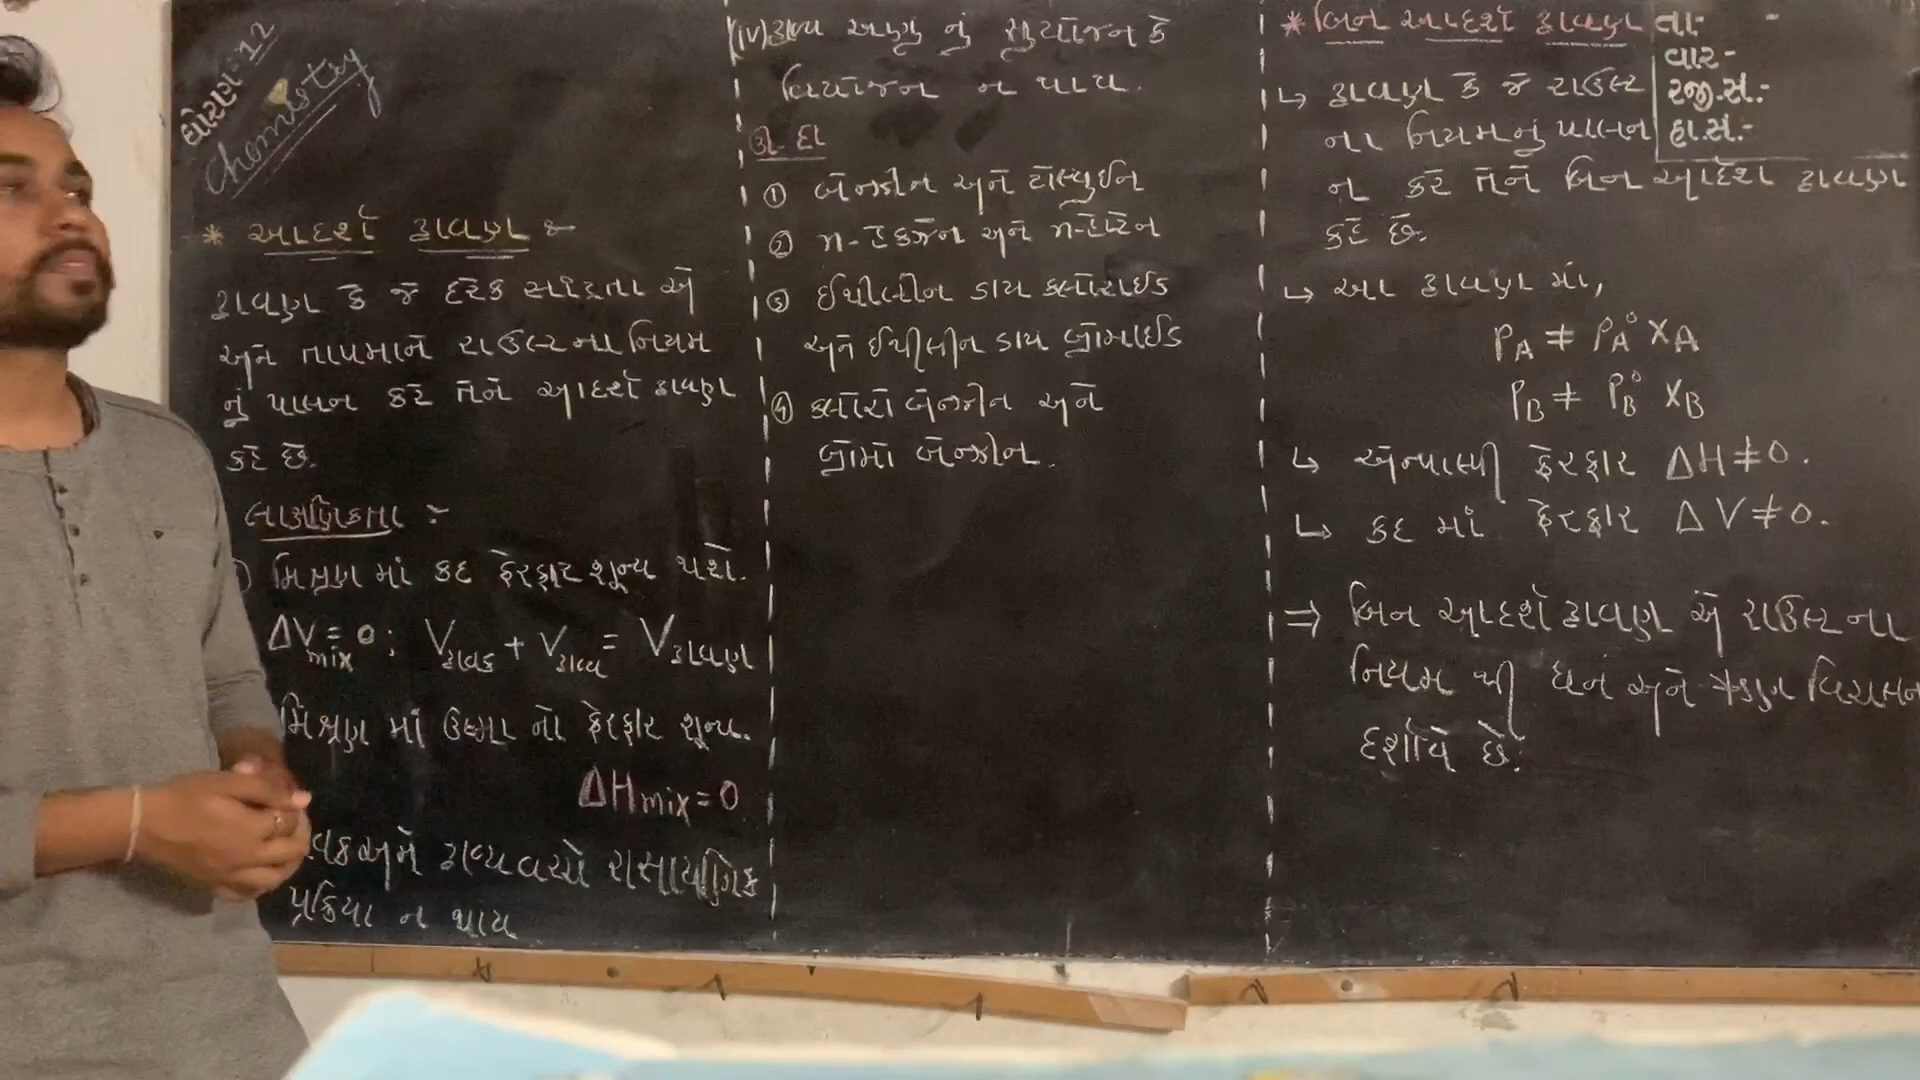 ધોરણ:-12
Chemistry
* આદર્શ દ્રાવણ :-
દ્રાવણ કે જે દરેક સાંદ્રતા એ
અને તાપમાને રાઉલ્ટ ના નિયમ
નું પાલન કરે તેને આદર્શ દ્રાવણ
કહે છે.
લાક્ષણિકતા :-
મિશ્રણ માં કદ ફેરફાર શૂન્ય થશે.
ΔVmix = 0; Vદ્રાવક + Vદ્રાવ્ય = Vદ્રાવણ
મિશ્રણ માં ઉષ્મા નો ફેરફાર શૂન્ય.
ΔHmix = 0
અને દ્રાવ્ય વચ્ચે રાસાયણિક
પ્રક્રિયા ન થાય
(iv) દ્રાવ્ય અણુ નું સુયોજન કે
વિયોજન ન થાય.
ઉ.દા
① બેન્ઝીન અને ટોલ્યુઈન
② n-હેક્ઝેન અને n-હેપ્ટેન
③ ઈથીલીન ડાય ક્લોરાઈડ
અને ઈથીલીન ડાય બ્રોમાઈડ
④ ક્લોરો બેન્ઝીન અને
બ્રોમો બેન્ઝીન.
* બિન આદર્શ દ્રાવણ
↳ દ્રાવણ કે જે રાઉલ્ટ
ના નિયમનું પાલન
ન કરે તેને બિન આદર્શ દ્રાવણ
કહે છે.
↳ આ દ્રાવણ માં,
PA ≠ PA° XA
PB ≠ PB° XB
↳ એન્થાલ્પી ફેરફાર ΔH≠0.
↳ કદ માં ફેરફાર ΔV≠0.
⇒ બિન આદર્શ દ્રાવણ એ રાઉલ્ટ ના
નિયમ થી ધન અને ઋણ વિચલન
દર્શાવે છે.
તા-        -
વાર-
રજી.સં.-
હા.સં.-